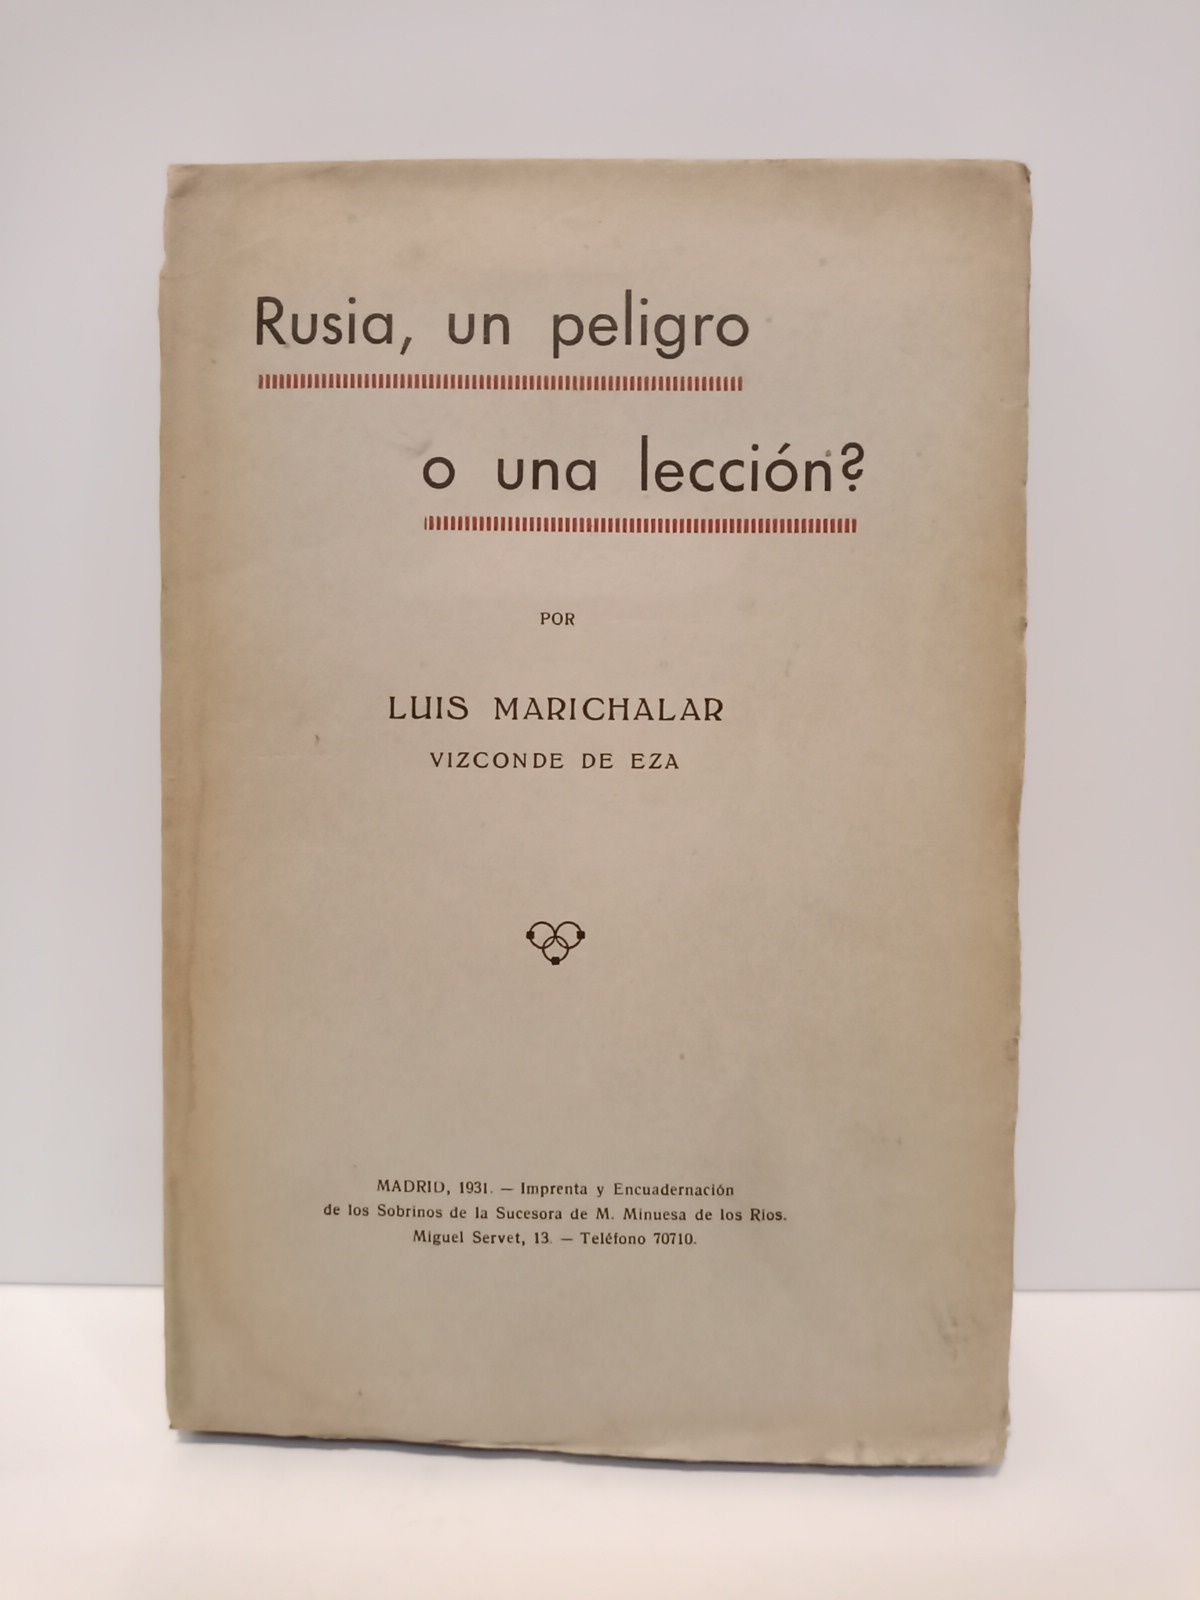 Rusia, un peligro
o una lección?
POR
LUIS MARICHALAR
VIZCONDE DE EZA
MADRID, 1931. — Imprenta y Encuadernación
de los Sobrinos de la Sucesora de M. Minuesa de los Ríos.
Miguel Servet, 13. — Teléfono 70710.